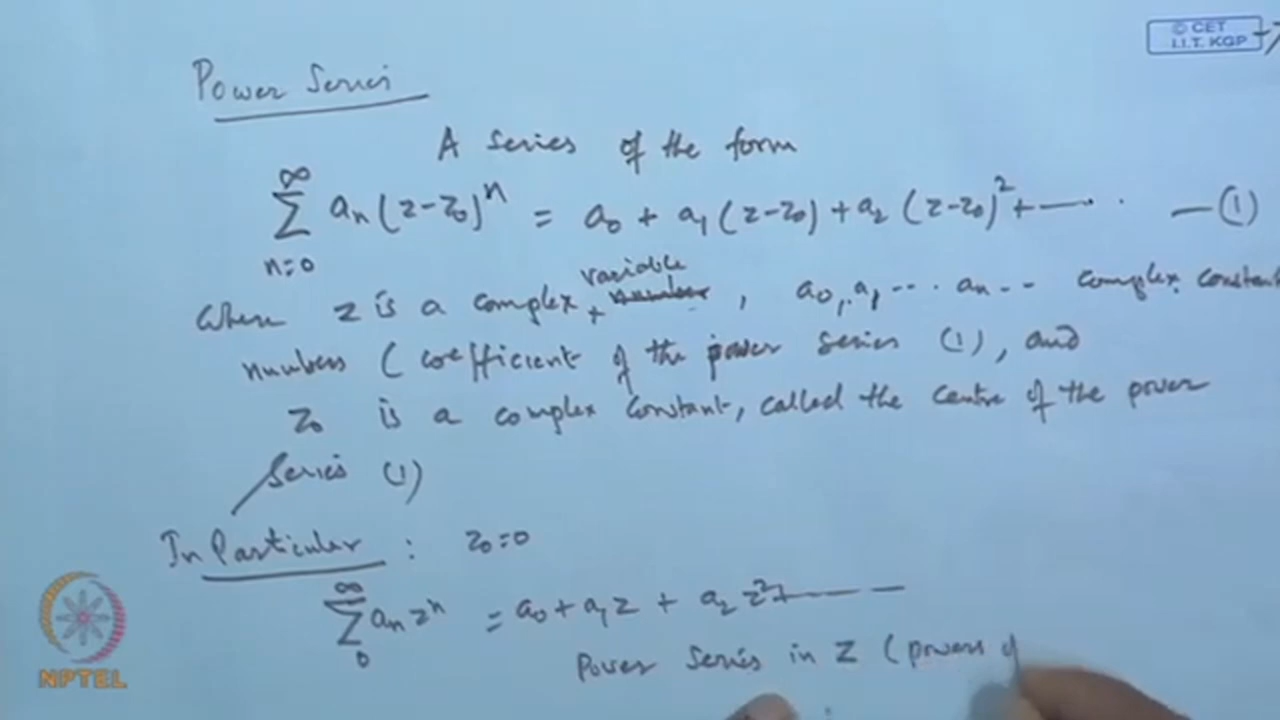 © CET
I.I.T. KGP
Power Series
A series of the form
∞
∑ aₙ (z-z₀)ⁿ = a₀ + a₁ (z-z₀) + a₂ (z-z₀)² + —— · · —(1)
n=0
variable
where z is a complex number , a₀, a₁ --- . aₙ -- complex constant
numbers ( coefficient of the power series (1), and
z₀ is a complex constant, called the centre of the power
series (1)
In Particular : z₀=0
∞
∑ aₙ zⁿ = a₀ + a₁ z + a₂ z² + ———
0
Power Series in z ( powers of
NPTEL